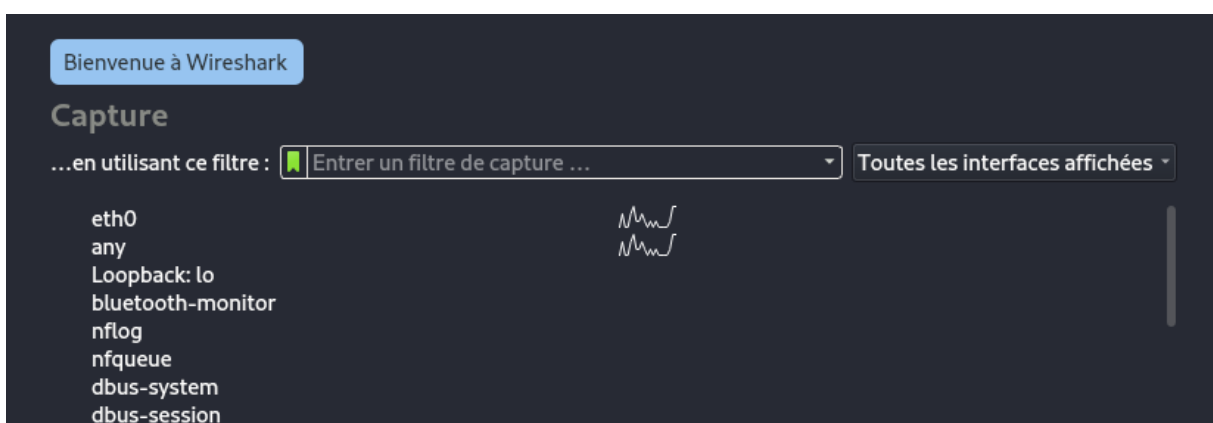 Bienvenue à Wireshark
Capture
…en utilisant ce filtre : Entrer un filtre de capture … Toutes les interfaces affichées
eth0
any
Loopback: lo
bluetooth-monitor
nflog
nfqueue
dbus-system
dbus-session